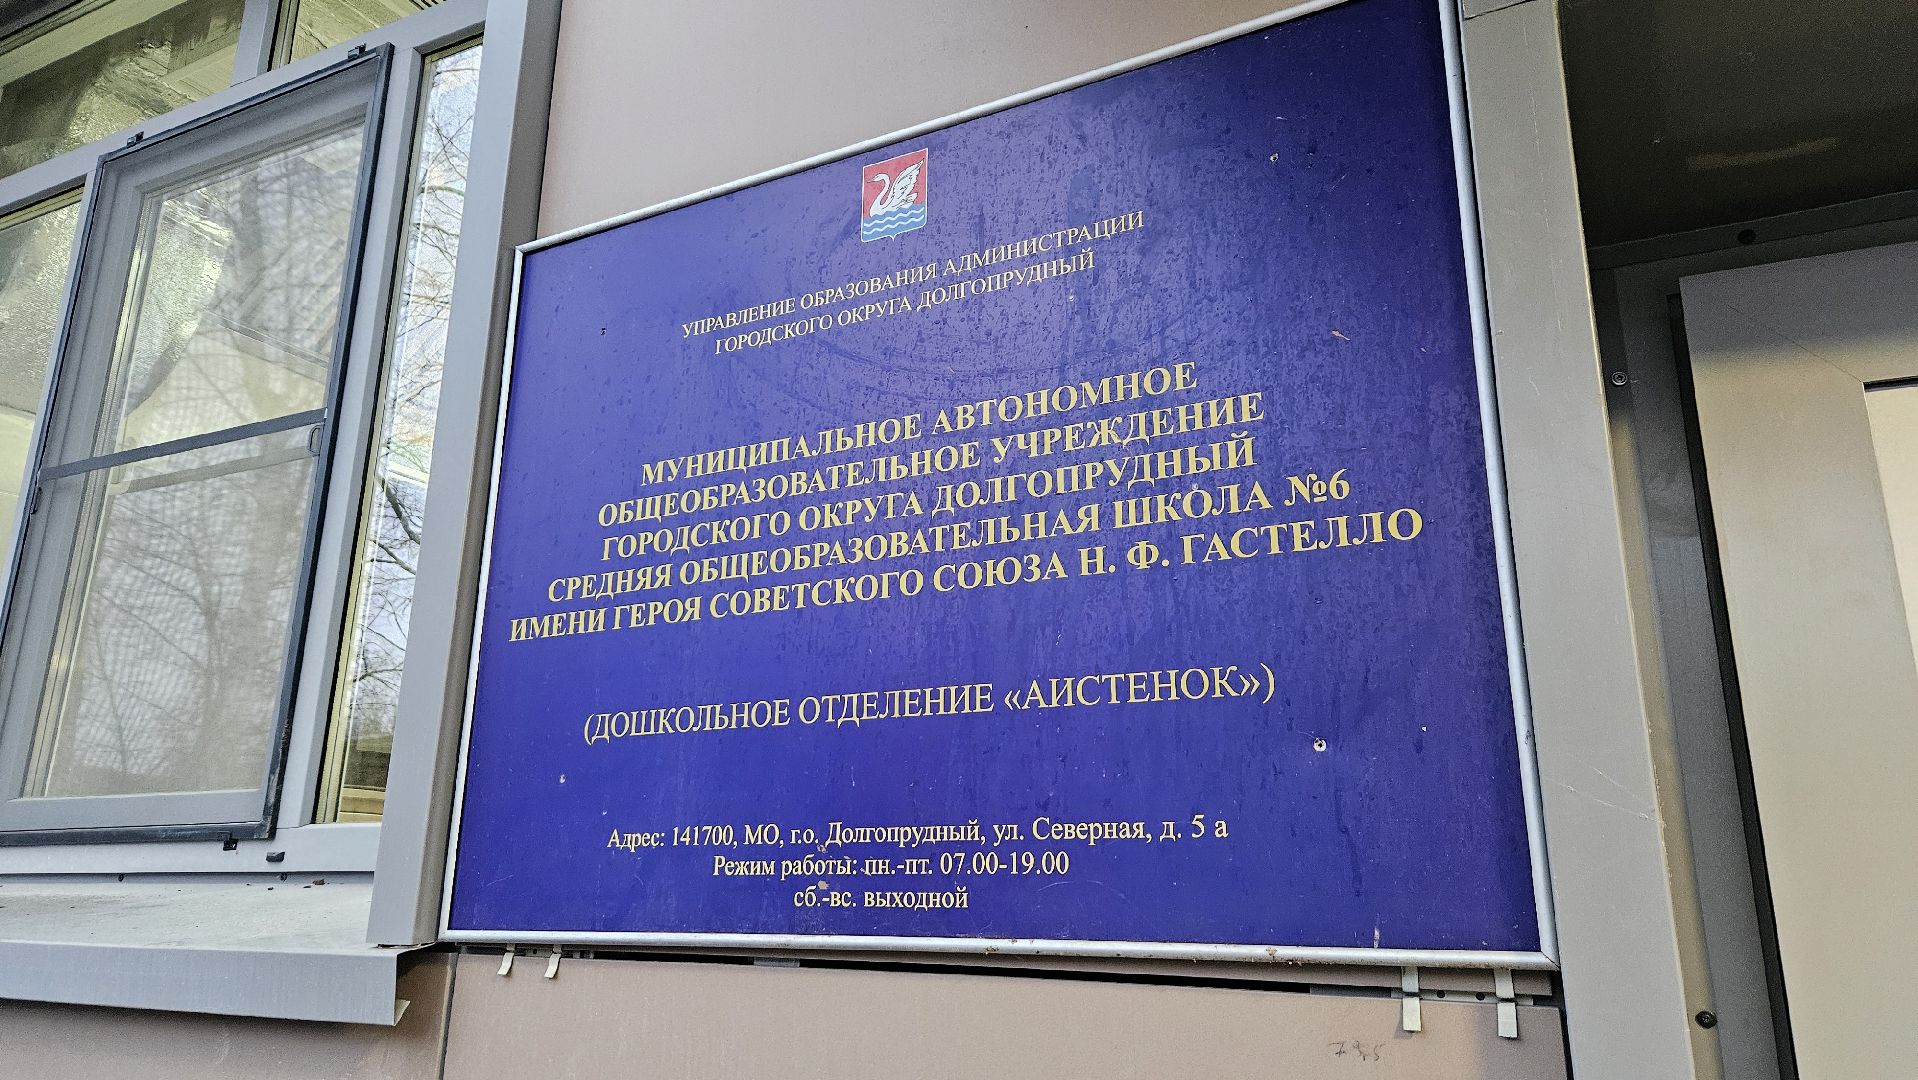 УПРАВЛЕНИЕ ОБРАЗОВАНИЯ АДМИНИСТРАЦИИ
ГОРОДСКОГО ОКРУГА ДОЛГОПРУДНЫЙ
МУНИЦИПАЛЬНОЕ АВТОНОМНОЕ
ОБЩЕОБРАЗОВАТЕЛЬНОЕ УЧРЕЖДЕНИЕ
ГОРОДСКОГО ОКРУГА ДОЛГОПРУДНЫЙ
СРЕДНЯЯ ОБЩЕОБРАЗОВАТЕЛЬНАЯ ШКОЛА №6
ИМЕНИ ГЕРОЯ СОВЕТСКОГО СОЮЗА Н. Ф. ГАСТЕЛЛО
(ДОШКОЛЬНОЕ ОТДЕЛЕНИЕ «АИСТЕНОК»)
Адрес: 141700, МО, г.о. Долгопрудный, ул. Северная, д. 5 а
Режим работы: пн.-пт. 07.00-19.00
сб.-вс. выходной